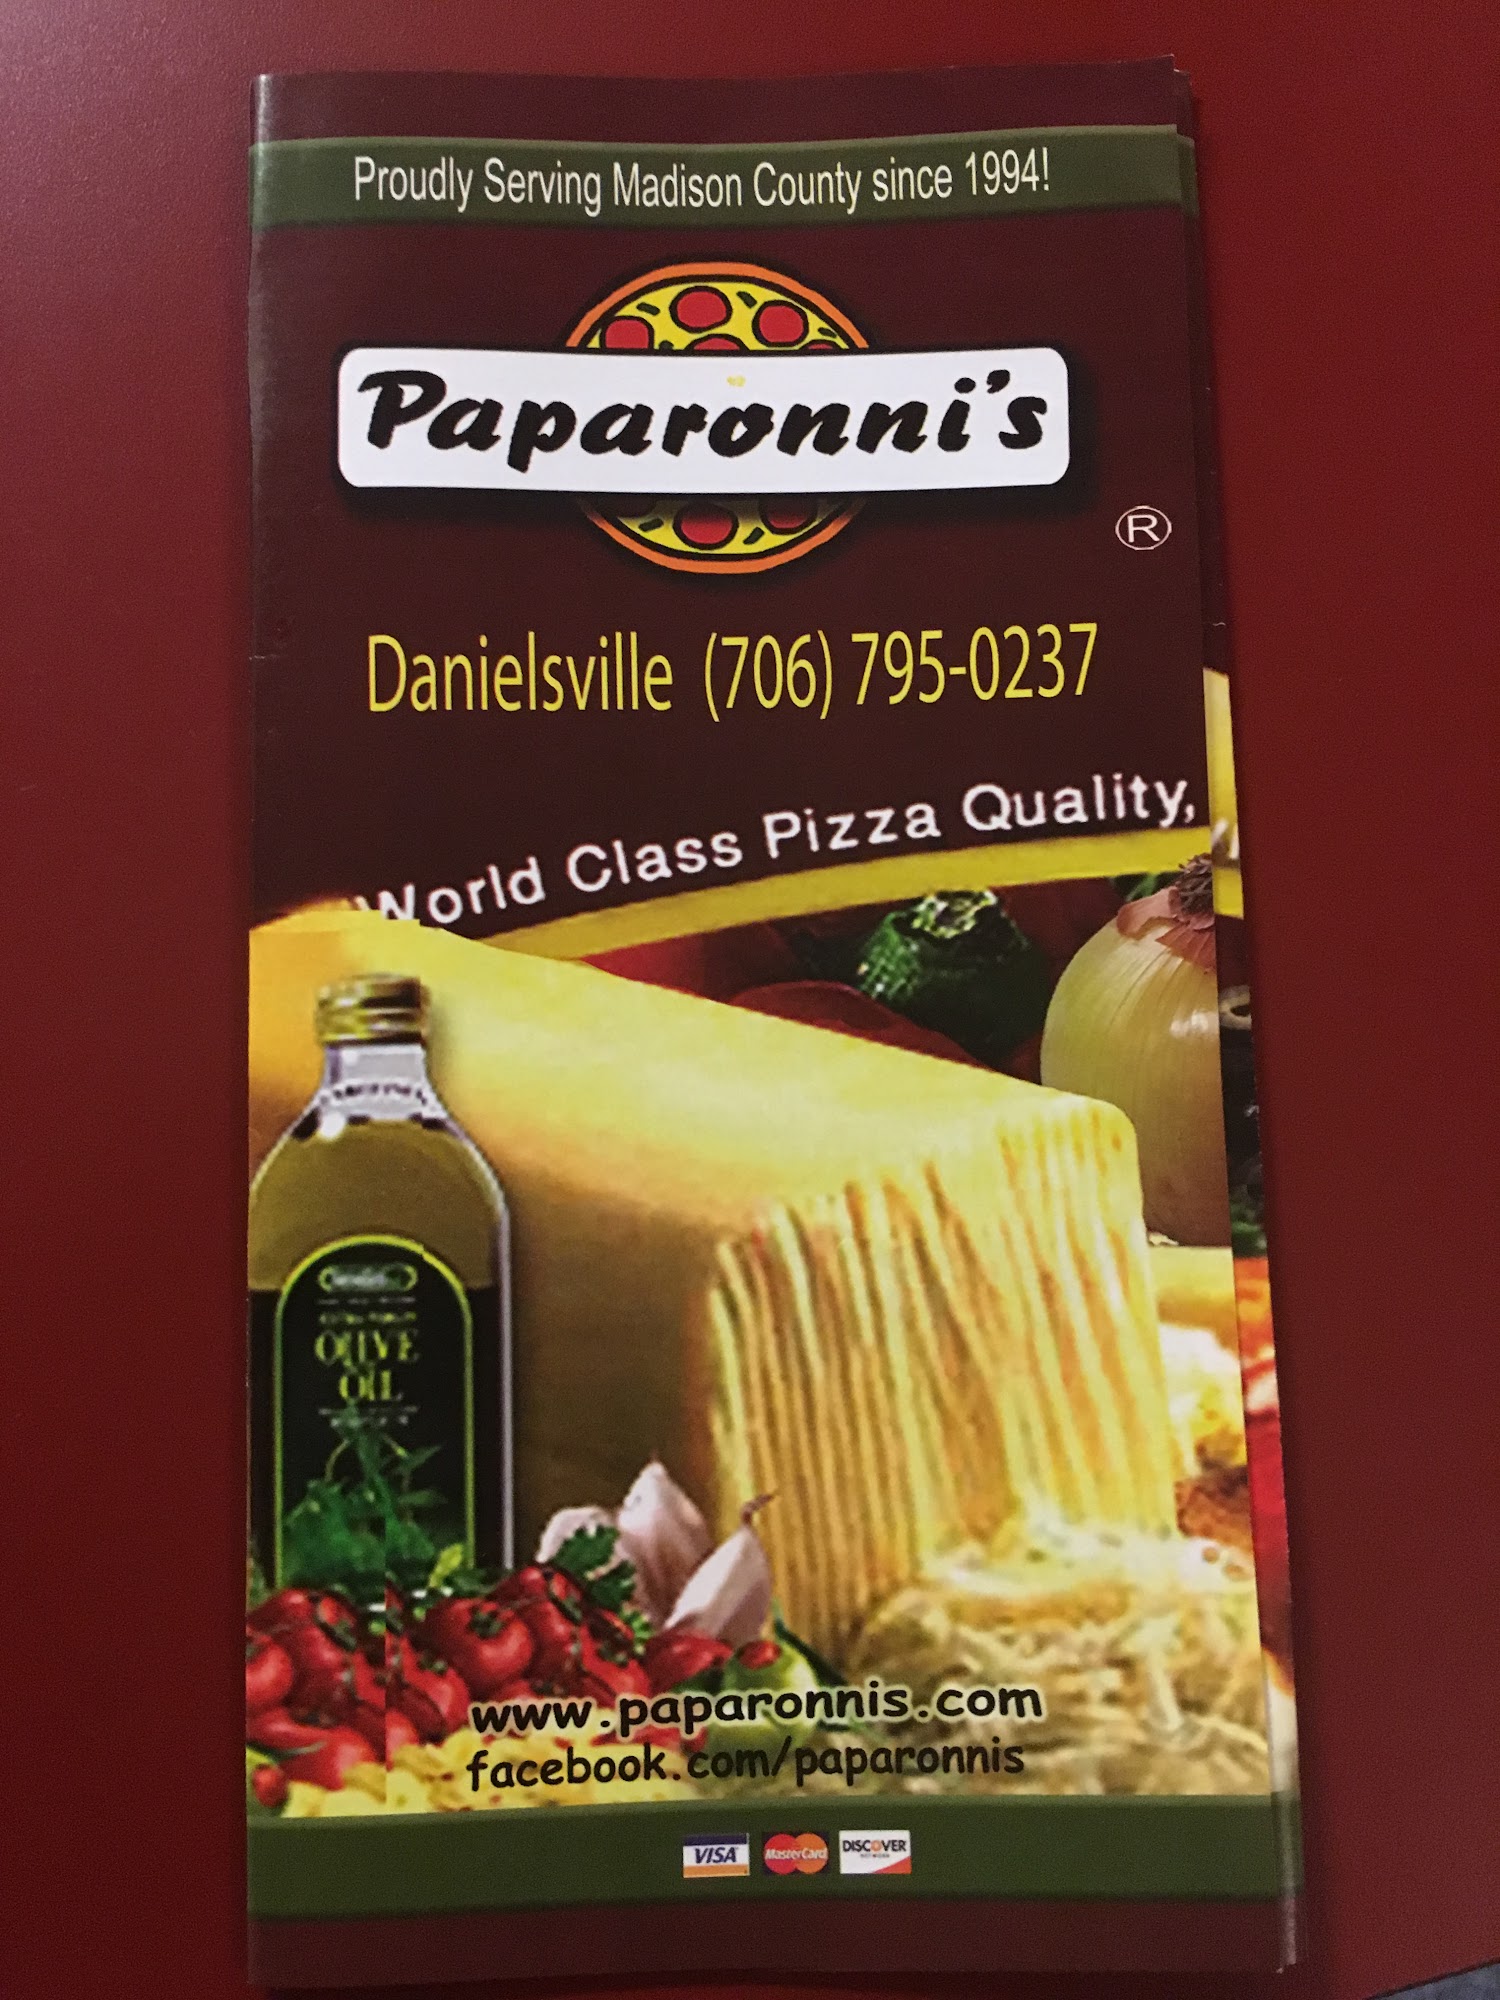 Proudly Serving Madison County since 1994!
Paparonni's
®
Danielsville (706) 795-0237
World Class Pizza Quality,
OLIVE
OIL
www.paparonnis.com
facebook.com/paparonnis
VISA MasterCard DISCOVER
NETWORK